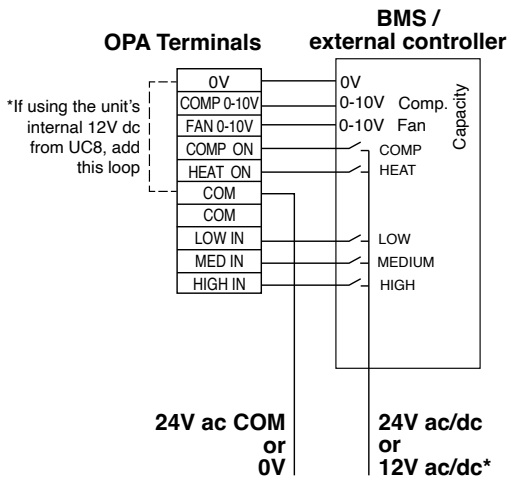 BMS /
external controller
OPA Terminals
*If using the unit's
internal 12V dc
from UC8, add
this loop
0V
COMP 0-10V
FAN 0-10V
COMP ON
HEAT ON
COM
COM
LOW IN
MED IN
HIGH IN
0V
0-10V Comp.
0-10V Fan
Capacity
COMP
HEAT
LOW
MEDIUM
HIGH
24V ac COM
or
0V
24V ac/dc
or
12V ac/dc*